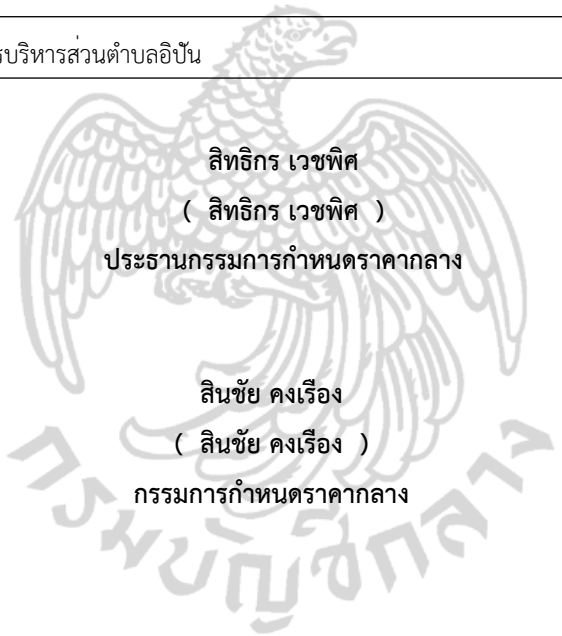 รบริหารส่วนตำบลอิปัน
สิทธิกร เวชพิศ
( สิทธิกร เวชพิศ )
ประธานกรรมการกำหนดราคากลาง
สินชัย คงเรือง
( สินชัย คงเรือง )
กรรมการกำหนดราคากลาง
กรมบัญชีกลาง